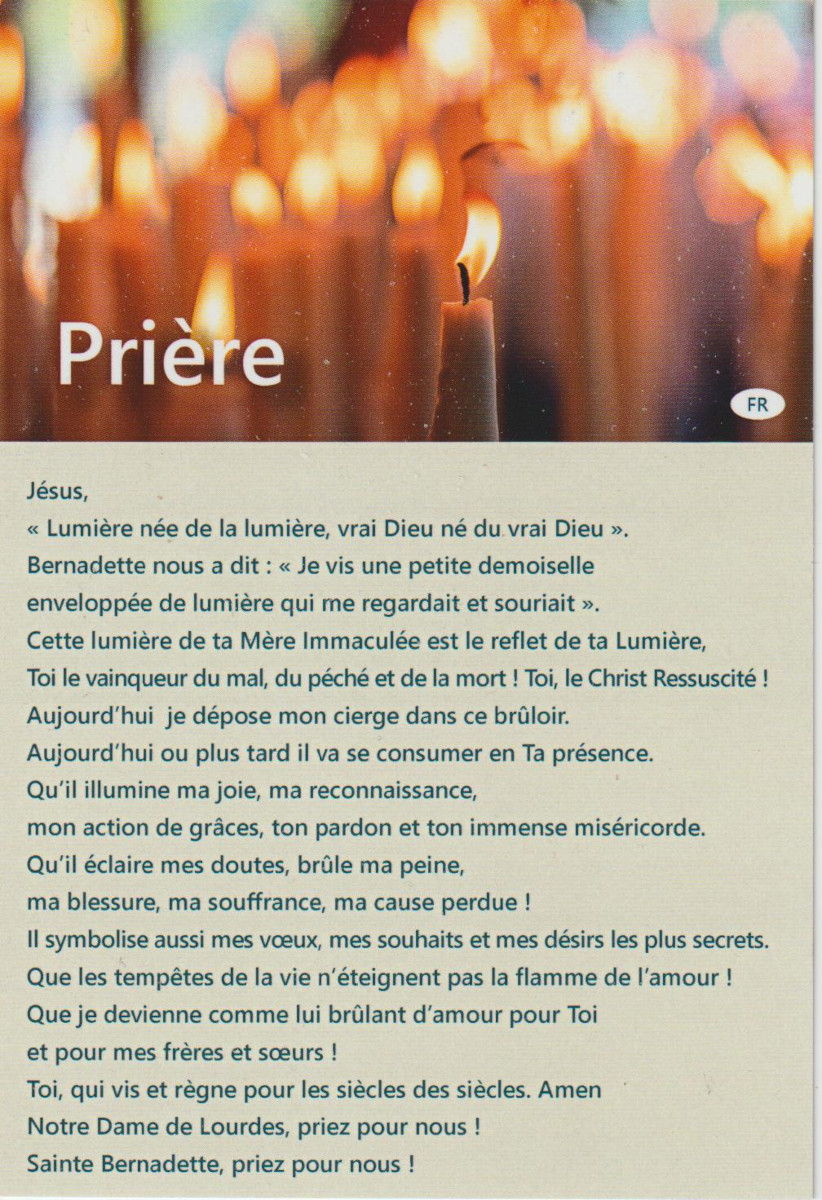 Prière
FR
Jésus,
« Lumière née de la lumière, vrai Dieu né du vrai Dieu ».
Bernadette nous a dit : « Je vis une petite demoiselle
enveloppée de lumière qui me regardait et souriait ».
Cette lumière de ta Mère Immaculée est le reflet de ta Lumière,
Toi le vainqueur du mal, du péché et de la mort ! Toi, le Christ Ressuscité !
Aujourd’hui je dépose mon cierge dans ce brûloir.
Aujourd’hui ou plus tard il va se consumer en Ta présence.
Qu’il illumine ma joie, ma reconnaissance,
mon action de grâces, ton pardon et ton immense miséricorde.
Qu’il éclaire mes doutes, brûle ma peine,
ma blessure, ma souffrance, ma cause perdue !
Il symbolise aussi mes vœux, mes souhaits et mes désirs les plus secrets.
Que les tempêtes de la vie n’éteignent pas la flamme de l’amour !
Que je devienne comme lui brûlant d’amour pour Toi
et pour mes frères et sœurs !
Toi, qui vis et règne pour les siècles des siècles. Amen
Notre Dame de Lourdes, priez pour nous !
Sainte Bernadette, priez pour nous !